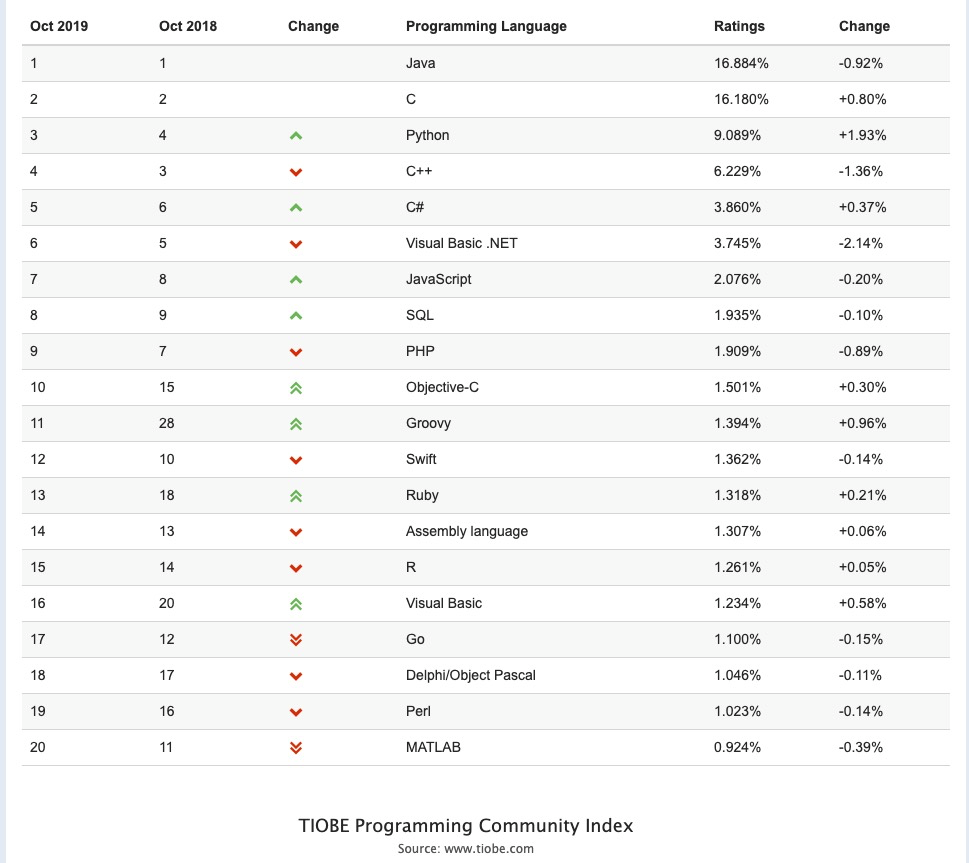 Oct 2019 Oct 2018 Change Programming Language Ratings Change
1 1 Java 16.884% -0.92%
2 2 C 16.180% +0.80%
3 4 Python 9.089% +1.93%
4 3 C++ 6.229% -1.36%
5 6 C# 3.860% +0.37%
6 5 Visual Basic .NET 3.745% -2.14%
7 8 JavaScript 2.076% -0.20%
8 9 SQL 1.935% -0.10%
9 7 PHP 1.909% -0.89%
10 15 Objective-C 1.501% +0.30%
11 28 Groovy 1.394% +0.96%
12 10 Swift 1.362% -0.14%
13 18 Ruby 1.318% +0.21%
14 13 Assembly language 1.307% +0.06%
15 14 R 1.261% +0.05%
16 20 Visual Basic 1.234% +0.58%
17 12 Go 1.100% -0.15%
18 17 Delphi/Object Pascal 1.046% -0.11%
19 16 Perl 1.023% -0.14%
20 11 MATLAB 0.924% -0.39%
TIOBE Programming Community Index
Source: www.tiobe.com